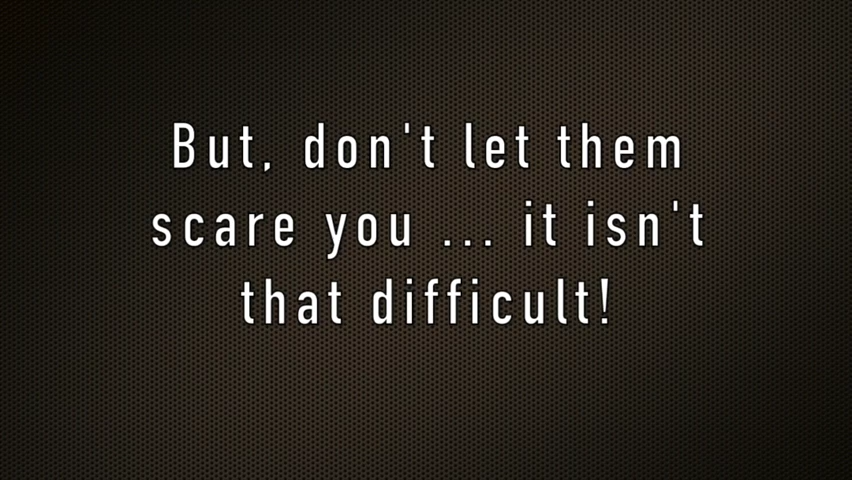 But, don't let them
scare you ... it isn't
that difficult!